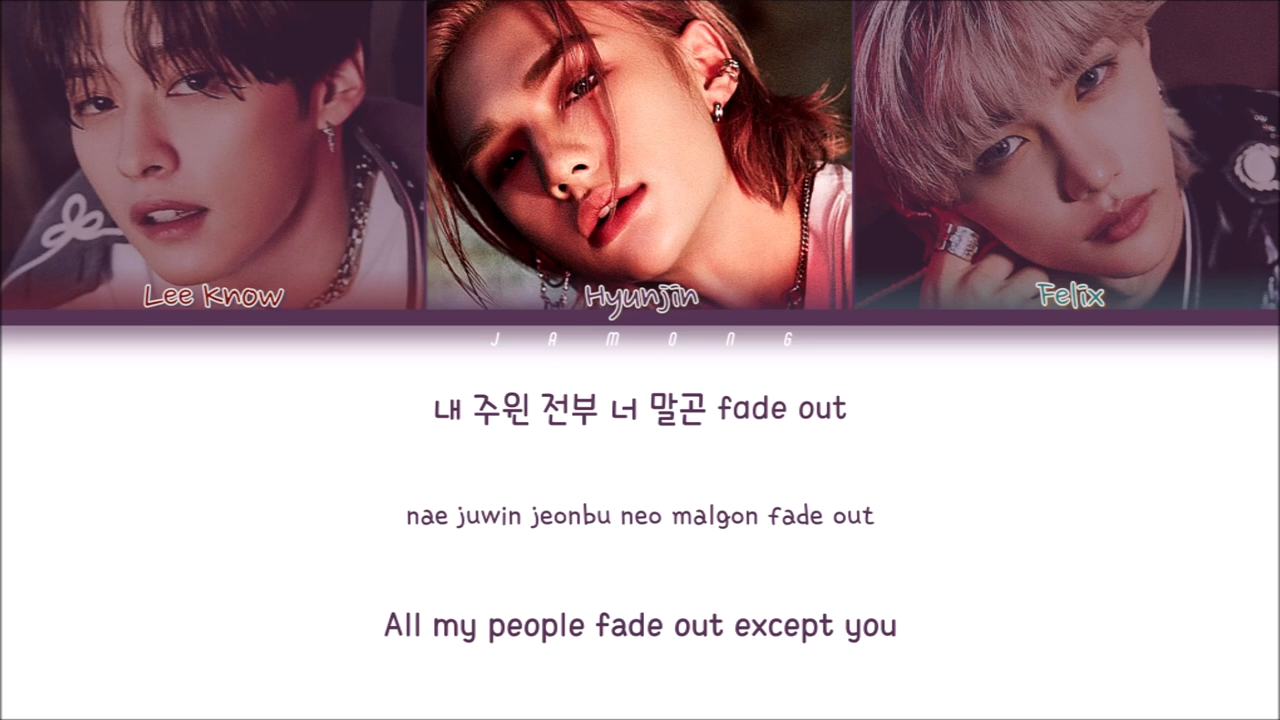 Lee Know
Hyunjin
Felix
J A M O N G
내 주윈 전부 너 말곤 fade out
nae juwin jeonbu neo malgon fade out
All my people fade out except you